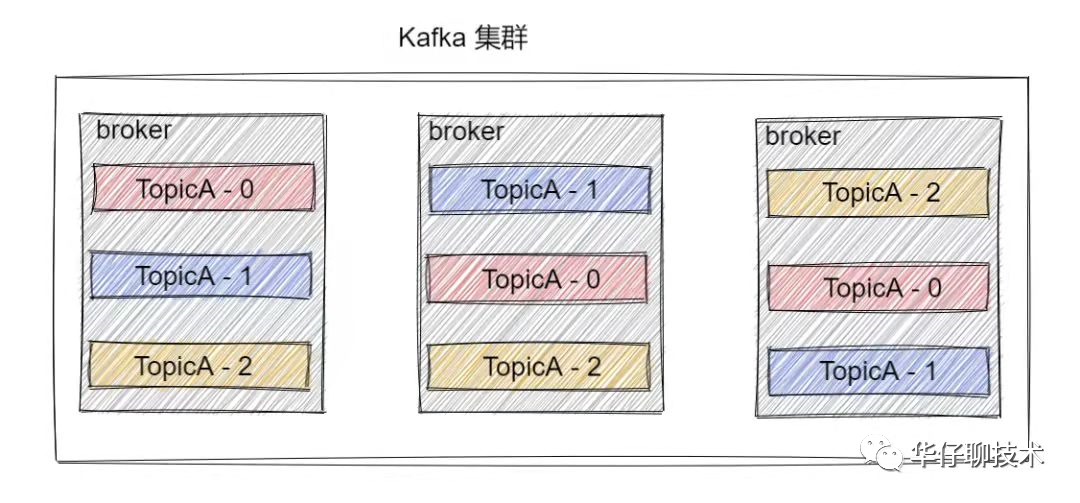 Kafka 集群
broker
TopicA - 0
TopicA - 1
TopicA - 2
broker
TopicA - 1
TopicA - 0
TopicA - 2
broker
TopicA - 2
TopicA - 0
TopicA - 1
华仔聊技术